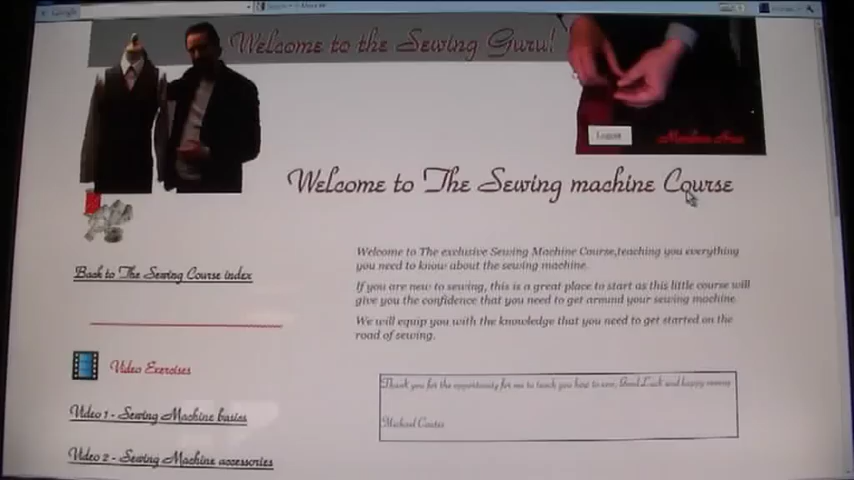 Google
Welcome to the Sewing Guru!
Logout
Members Area
Welcome to The Sewing machine Course
Back to The Sewing Course index
Welcome to The exclusive Sewing Machine Course,teaching you everything
you need to know about the sewing machine.
If you are new to sewing, this is a great place to start as this little course will
give you the confidence that you need to get around your sewing machine
We will equip you with the knowledge that you need to get started on the
road of sewing.
Video Exercises
Thank you for the opportunity for me to teach you how to sew, Good Luck and happy sewing
Michael Coates
Video 1 - Sewing Machine basics
Video 2 - Sewing Machine accessories